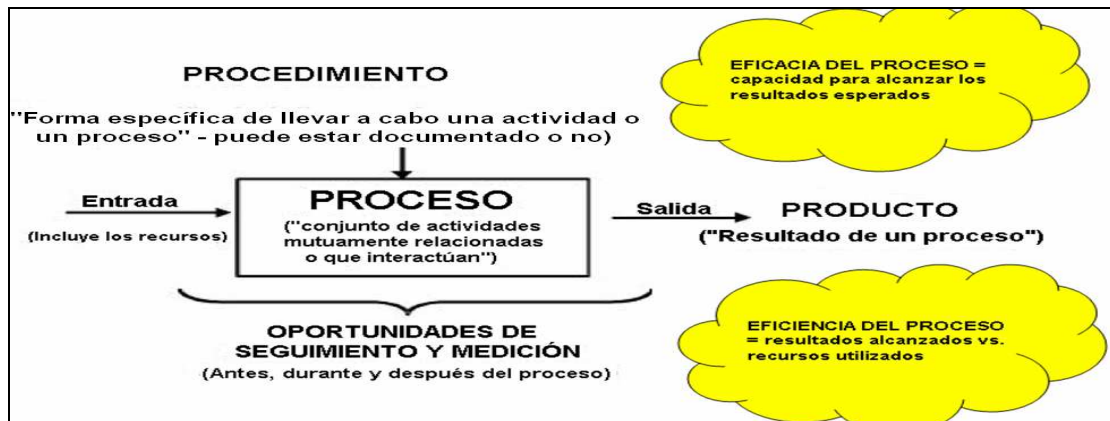 PROCEDIMIENTO
"Forma específica de llevar a cabo una actividad o
un proceso" - puede estar documentado o no)
EFICACIA DEL PROCESO =
capacidad para alcanzar los
resultados esperados
Entrada
(Incluye los recursos)
PROCESO
("conjunto de actividades
mutuamente relacionadas
o que interactúan")
Salida
PRODUCTO
("Resultado de un proceso")
OPORTUNIDADES DE
SEGUIMIENTO Y MEDICIÓN
(Antes, durante y después del proceso)
EFICIENCIA DEL PROCESO
= resultados alcanzados vs.
recursos utilizados